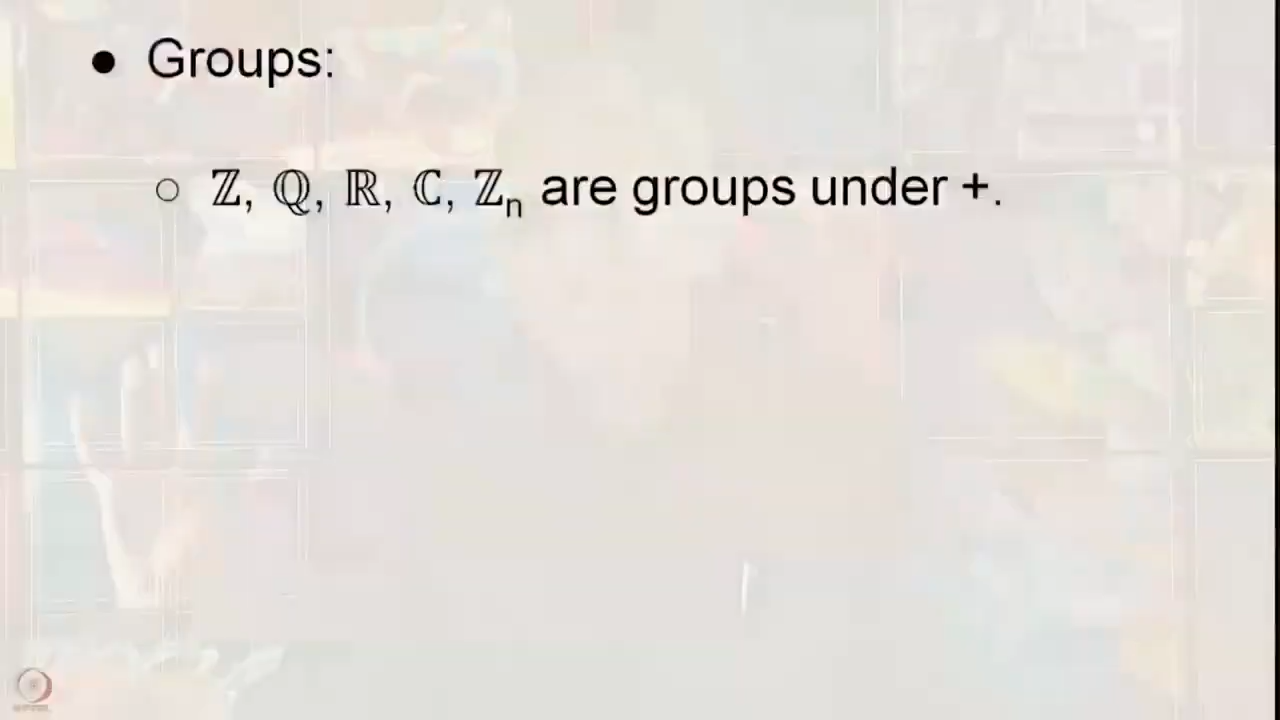 ● Groups:
○ ℤ, ℚ, ℝ, ℂ, ℤₙ are groups under +.